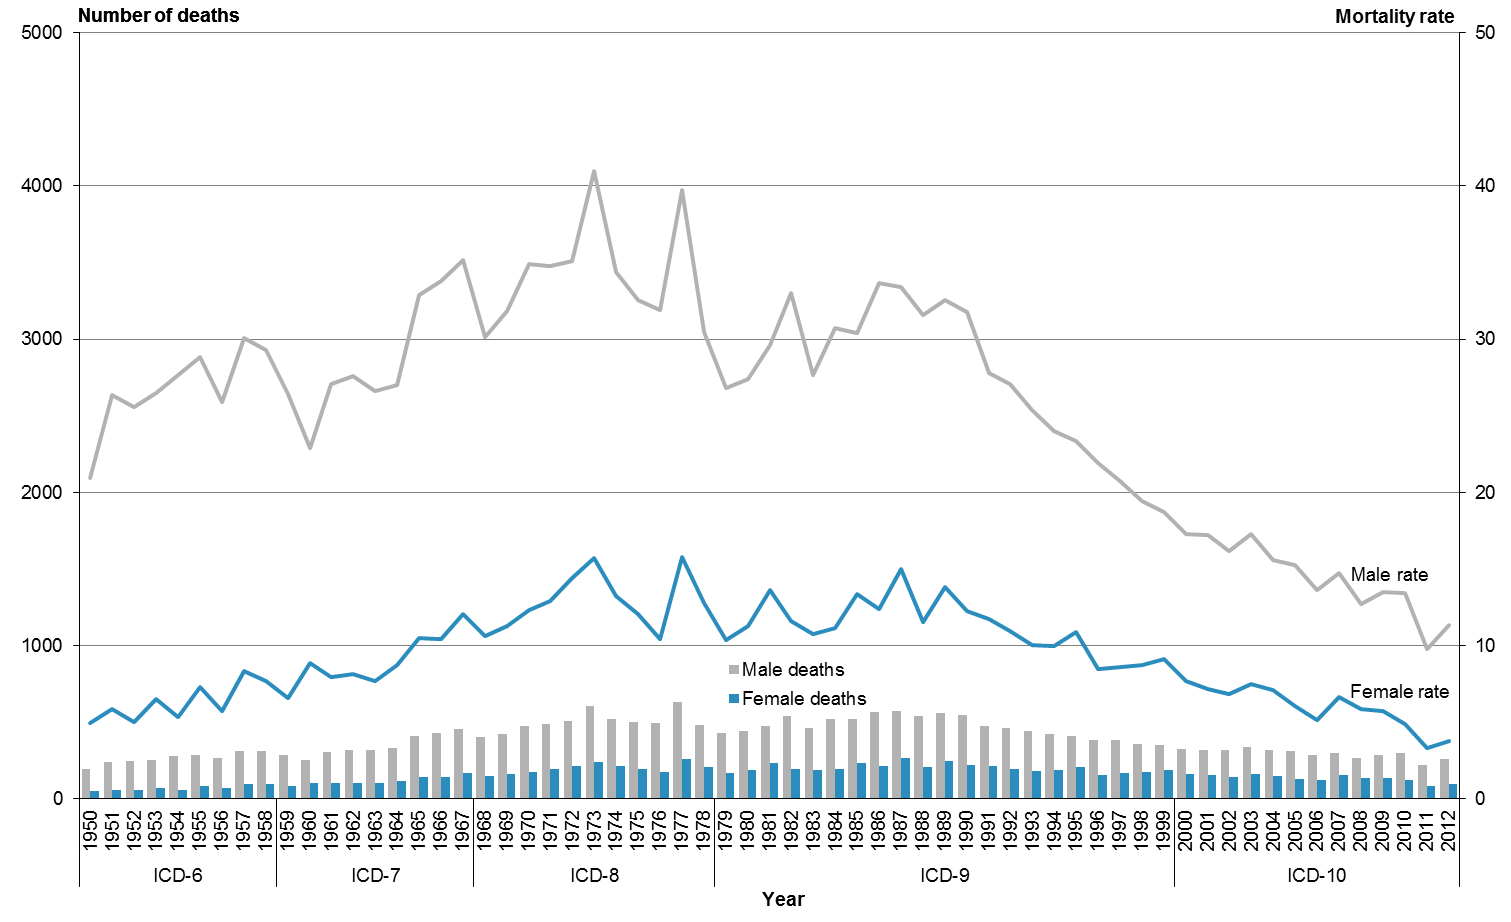 Number of deaths Mortality rate
5000 50
4000 40
3000 30
2000 20
Male rate
1000 10
Male deaths
Female rate
Female deaths
0 0
1950 1951 1952 1953 1954 1955 1956 1957 1958 1959 1960 1961 1962 1963 1964 1965 1966 1967 1968 1969 1970 1971 1972 1973 1974 1975 1976 1977 1978 1979 1980 1981 1982 1983 1984 1985 1986 1987 1988 1989 1990 1991 1992 1993 1994 1995 1996 1997 1998 1999 2000 2001 2002 2003 2004 2005 2006 2007 2008 2009 2010 2011 2012
ICD-6 ICD-7 ICD-8 ICD-9 ICD-10
Year